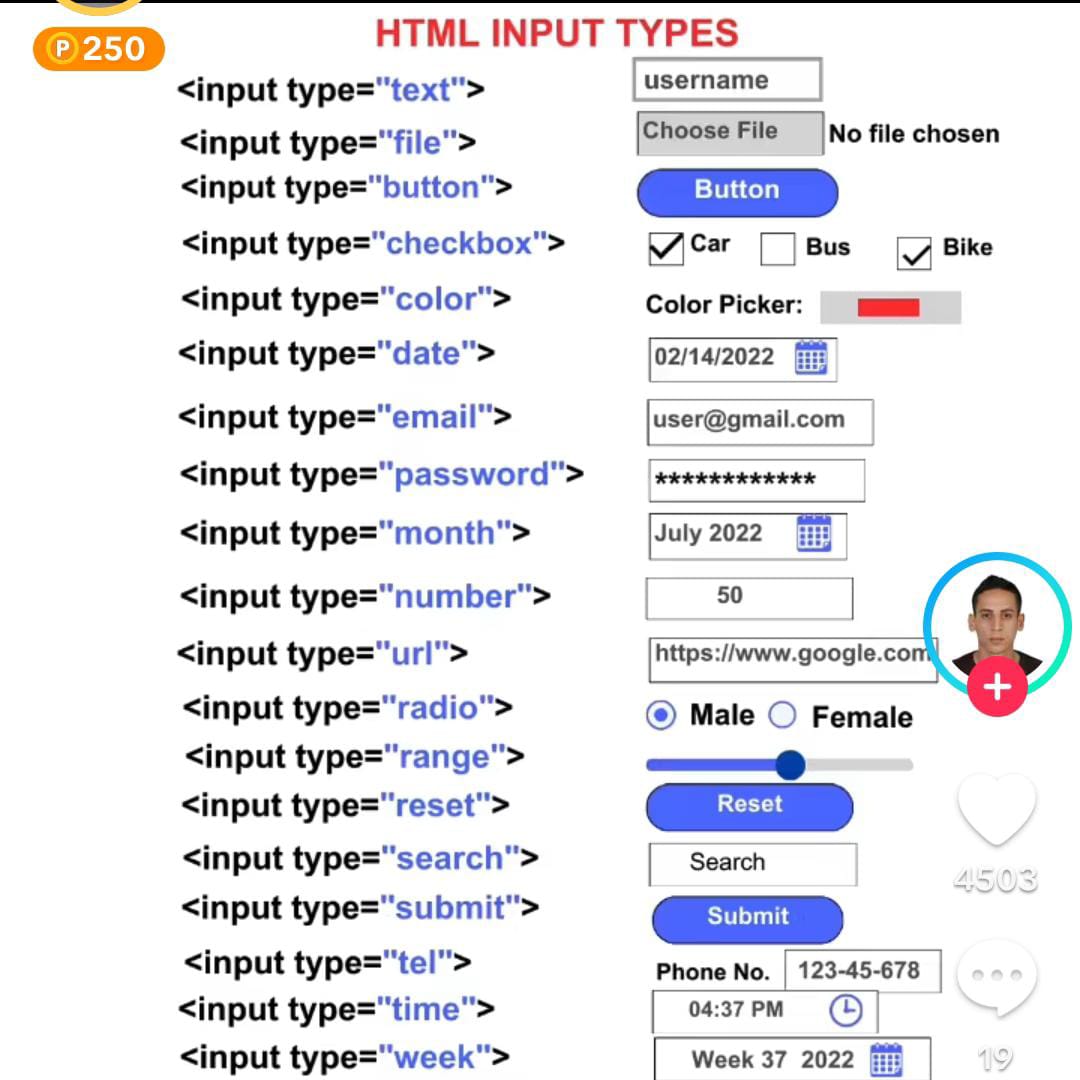 HTML INPUT TYPES
P 250
<input type="text"> username
<input type="file"> Choose File No file chosen
<input type="button"> Button
<input type="checkbox"> Car Bus Bike
<input type="color"> Color Picker:
<input type="date"> 02/14/2022
<input type="email"> user@gmail.com
<input type="password"> ************
<input type="month"> July 2022
<input type="number"> 50
<input type="url"> https://www.google.com
<input type="radio"> Male Female
<input type="range">
<input type="reset"> Reset
<input type="search"> Search
4503
<input type="submit"> Submit
<input type="tel"> Phone No. 123-45-678
<input type="time"> 04:37 PM
<input type="week"> Week 37 2022
19